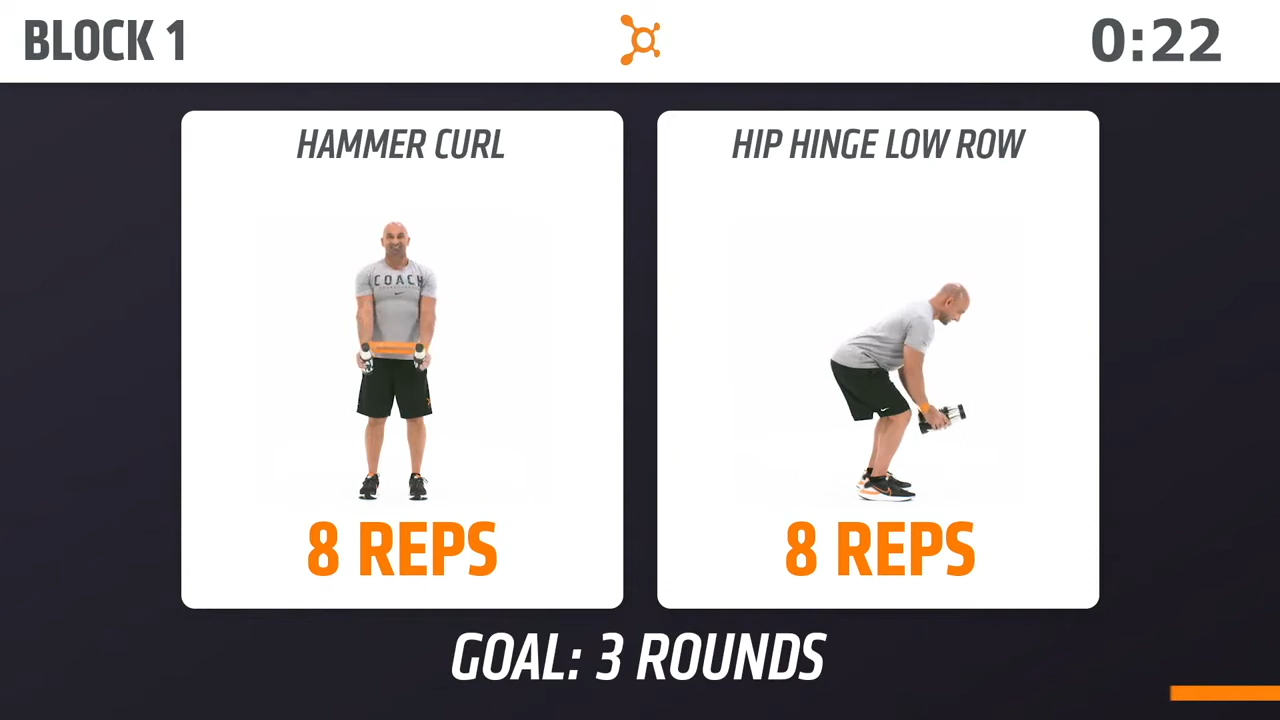 BLOCK 1
0:22
HAMMER CURL
HIP HINGE LOW ROW
COACH
8 REPS
8 REPS
GOAL: 3 ROUNDS